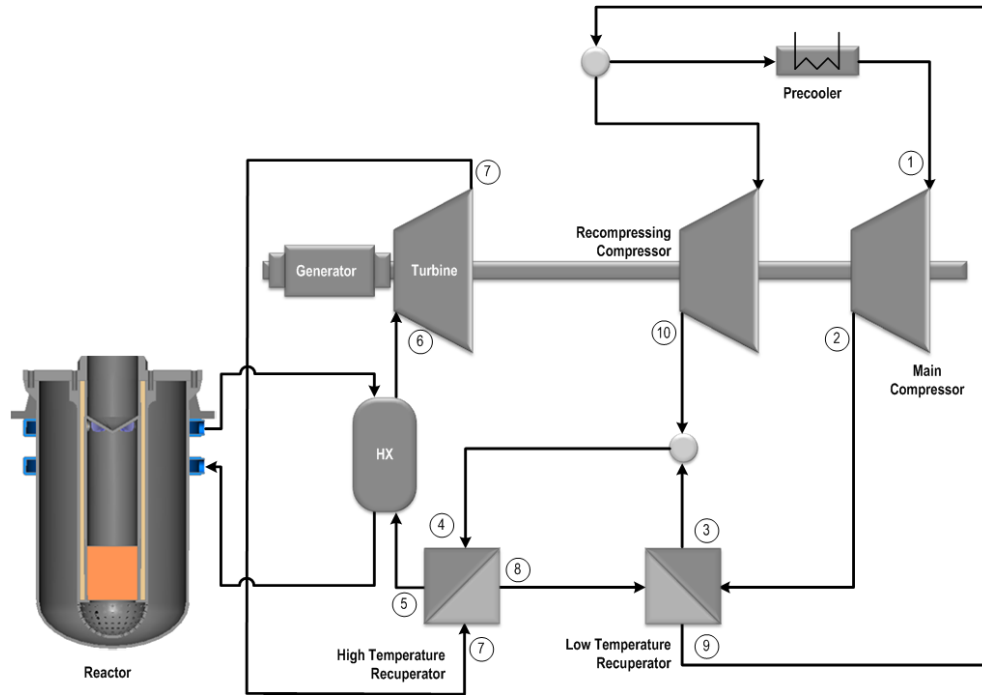 Precooler
1
7
Recompressing
Compressor
Generator
Turbine
10
2
6
Main
Compressor
HX
4
3
8
5
7
High Temperature
Recuperator
Low Temperature
Recuperator
9
Reactor